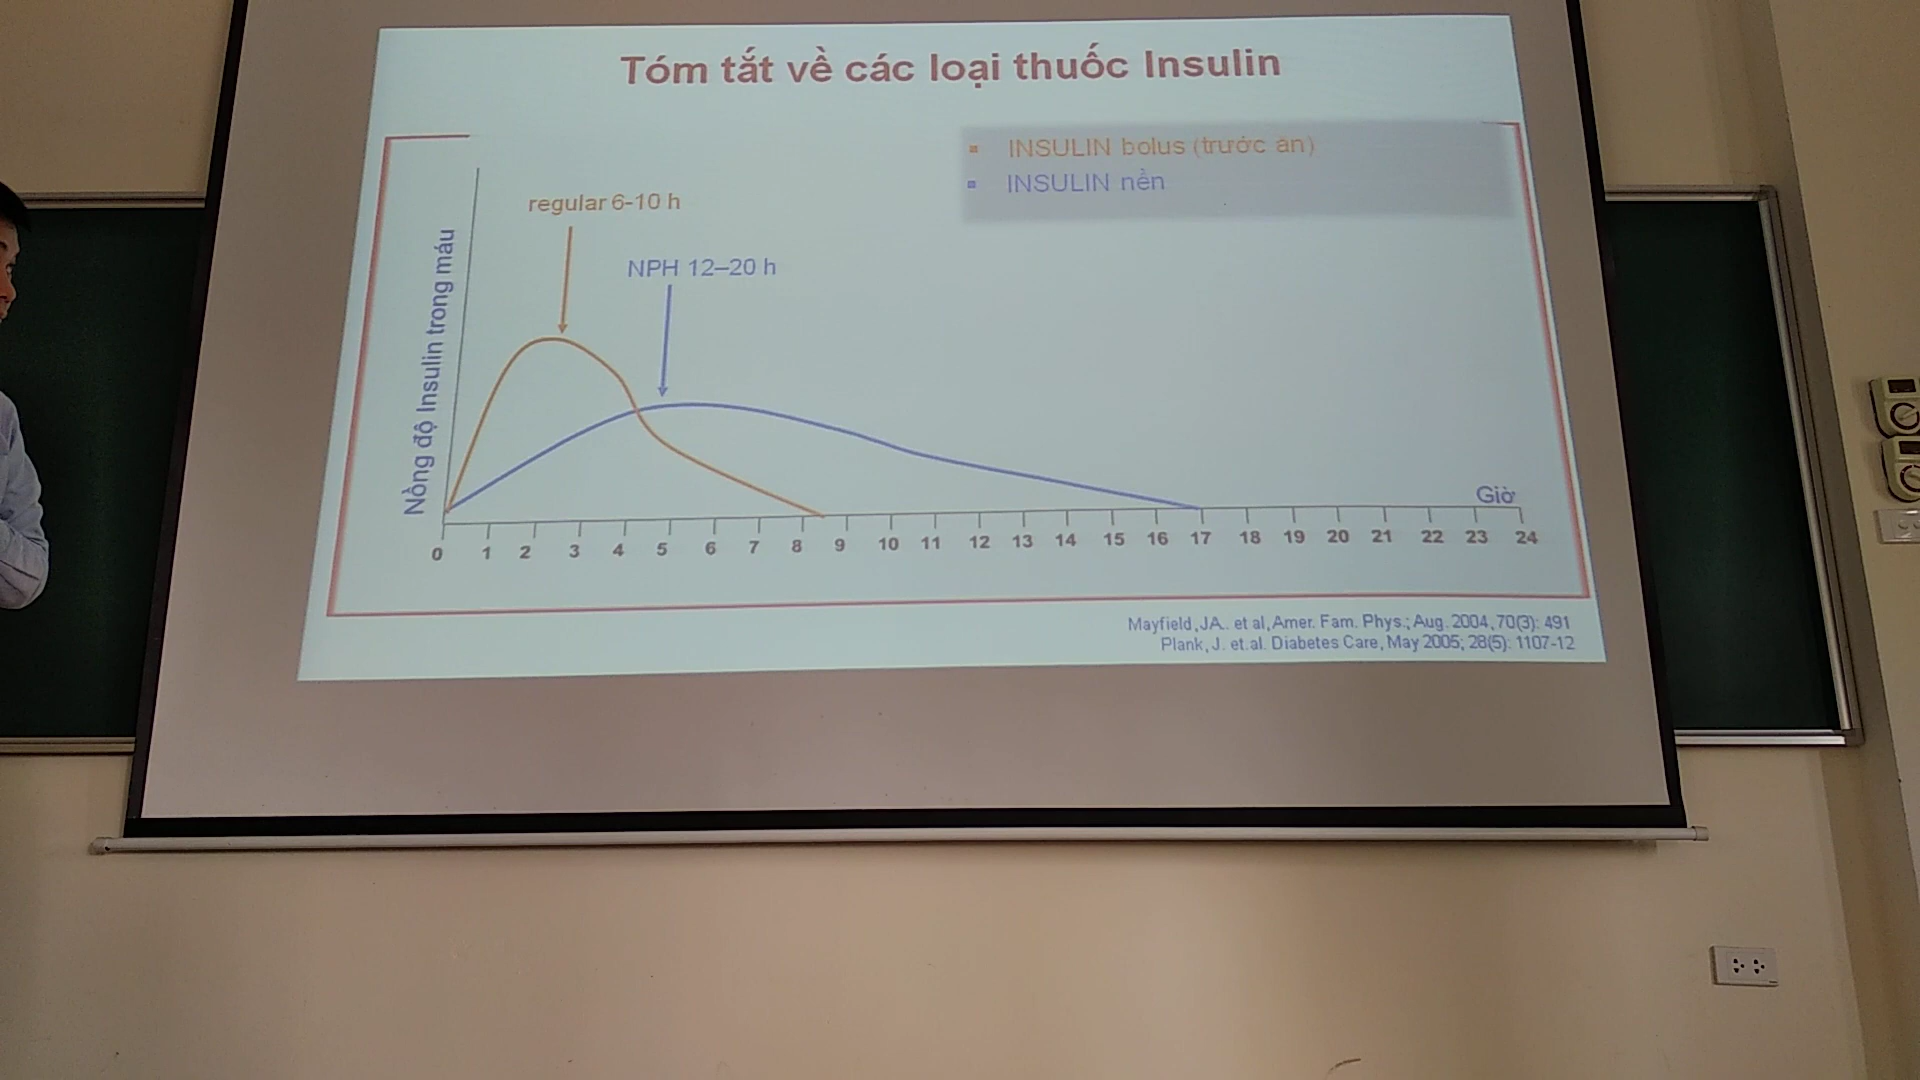 Tóm tắt về các loại thuốc Insulin
INSULIN bolus (trước ăn)
INSULIN nền
regular 6-10 h
NPH 12–20 h
Nồng độ Insulin trong máu
Giờ
0 1 2 3 4 5 6 7 8 9 10 11 12 13 14 15 16 17 18 19 20 21 22 23 24
Mayfield, JA.. et al, Amer. Fam. Phys.; Aug. 2004, 70(3): 491
Plank, J. et.al. Diabetes Care, May 2005; 28(5): 1107-12